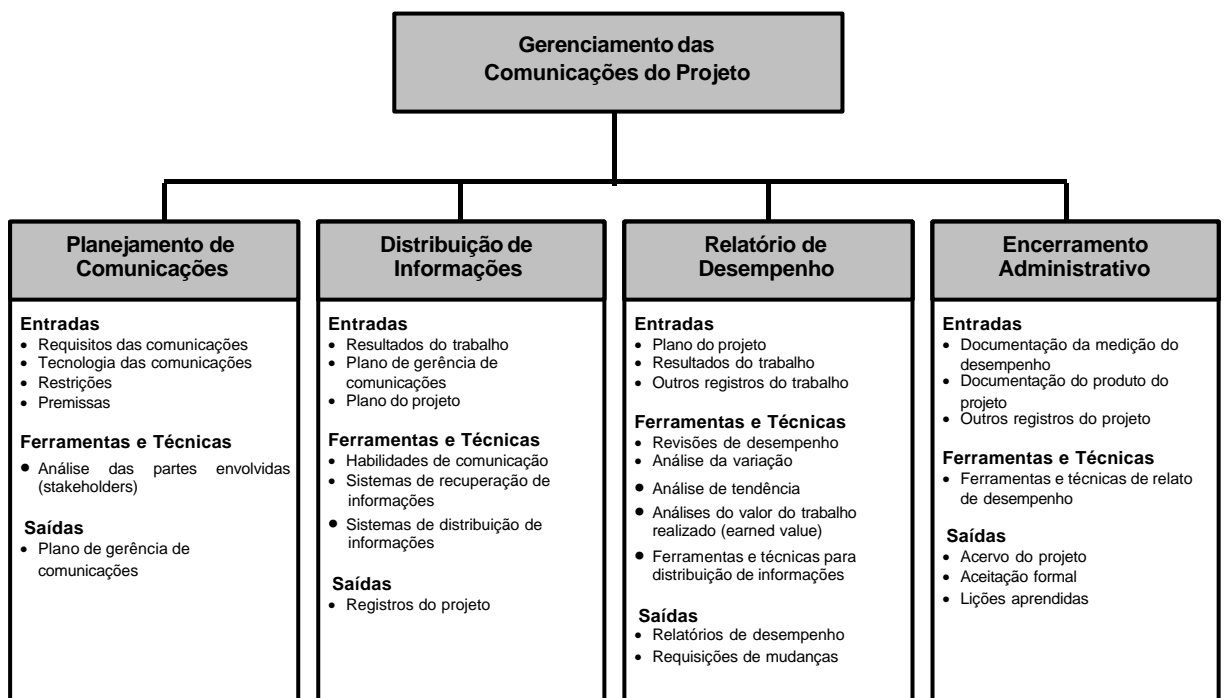 Gerenciamento das
Comunicações do Projeto
Planejamento de
Comunicações
Entradas
• Requisitos das comunicações
• Tecnologia das comunicações
• Restrições
• Premissas
Ferramentas e Técnicas
• Análise das partes envolvidas
(stakeholders)
Saídas
• Plano de gerência de
comunicações
Distribuição de
Informações
Entradas
• Resultados do trabalho
• Plano de gerência de
comunicações
• Plano do projeto
Ferramentas e Técnicas
• Habilidades de comunicação
• Sistemas de recuperação de
informações
• Sistemas de distribuição de
informações
Saídas
• Registros do projeto
Relatório de
Desempenho
Entradas
• Plano do projeto
• Resultados do trabalho
• Outros registros do trabalho
Ferramentas e Técnicas
• Revisões de desempenho
• Análise da variação
• Análise de tendência
• Análises do valor do trabalho
realizado (earned value)
• Ferramentas e técnicas para
distribuição de informações
Saídas
• Relatórios de desempenho
• Requisições de mudanças
Encerramento
Administrativo
Entradas
• Documentação da medição do
desempenho
• Documentação do produto do
projeto
• Outros registros do projeto
Ferramentas e Técnicas
• Ferramentas e técnicas de relato
de desempenho
Saídas
• Acervo do projeto
• Aceitação formal
• Lições aprendidas